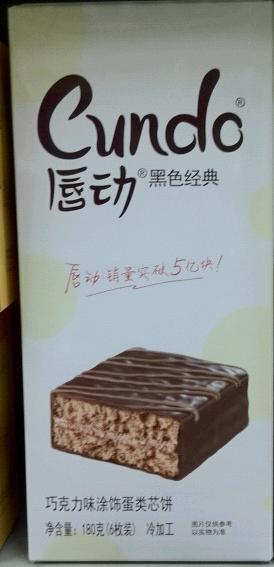 Cundo®
唇动®黑色经典
唇动 销量突破5亿块!
巧克力味涂饰蛋类芯饼
净含量：180克(6枚装) 冷加工
图片仅供参考
以实物为准